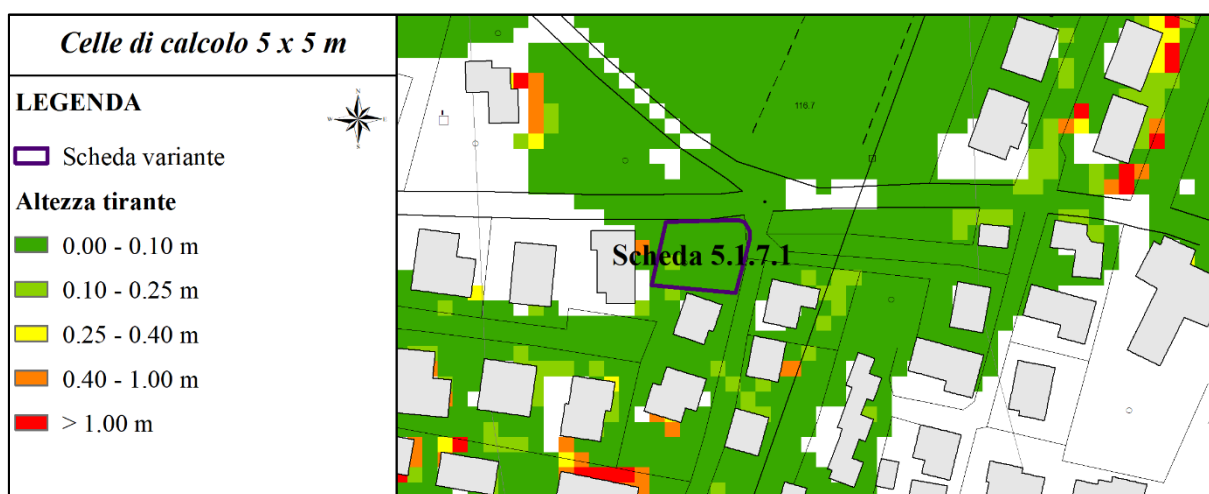 Celle di calcolo 5 x 5 m
LEGENDA
N
W E
S
Scheda variante
Altezza tirante
0.00 - 0.10 m
0.10 - 0.25 m
0.25 - 0.40 m
0.40 - 1.00 m
> 1.00 m
116.7
Scheda 5.1.7.1